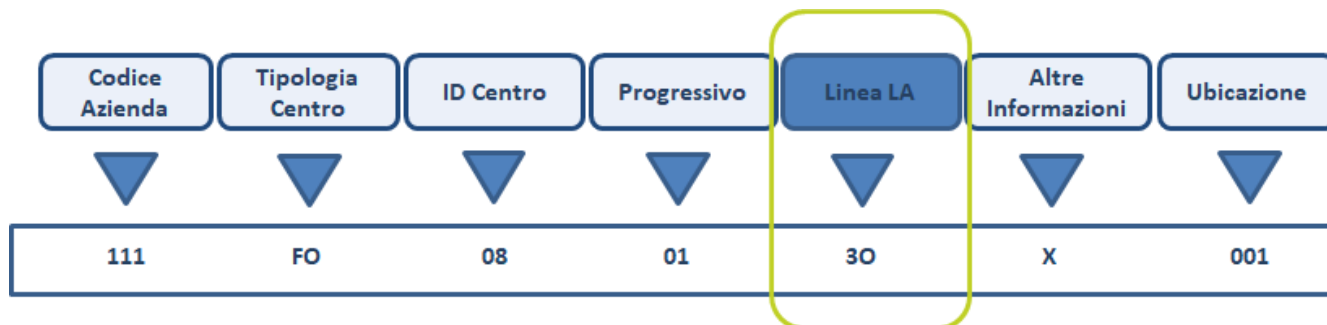 Codice Azienda
Tipologia Centro
ID Centro
Progressivo
Linea LA
Altre Informazioni
Ubicazione
111 FO 08 01 3O X 001